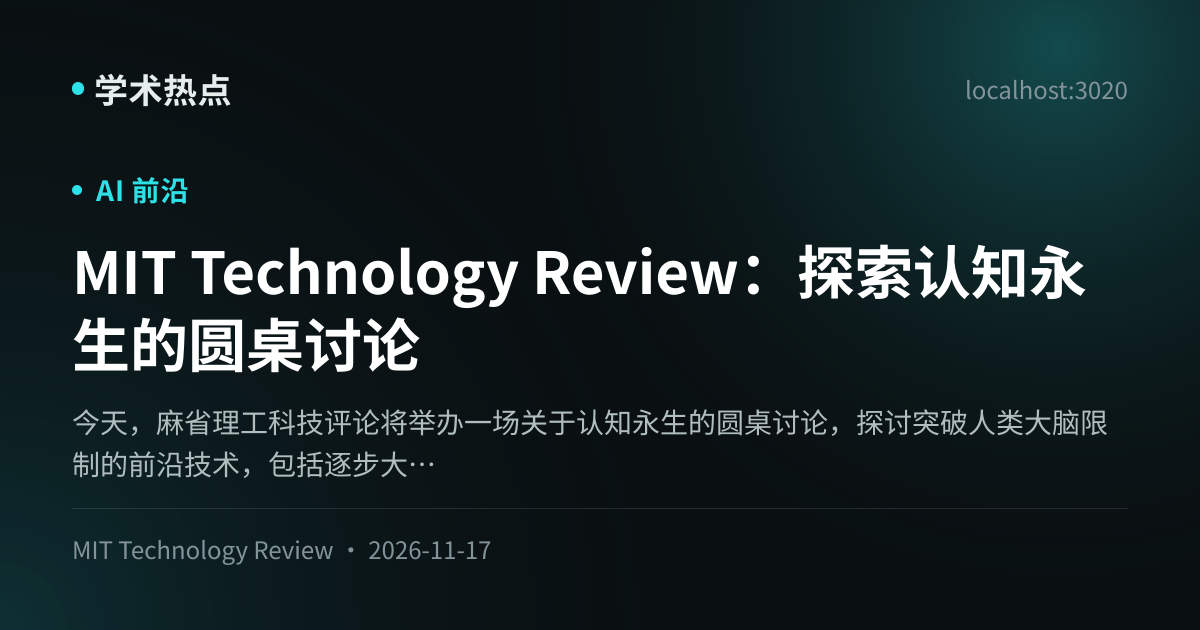 学术热点
localhost:3020
AI 前沿
MIT Technology Review：探索认知永
生的圆桌讨论
今天，麻省理工科技评论将举办一场关于认知永生的圆桌讨论，探讨突破人类大脑限
制的前沿技术，包括逐步大…
MIT Technology Review · 2026-11-17